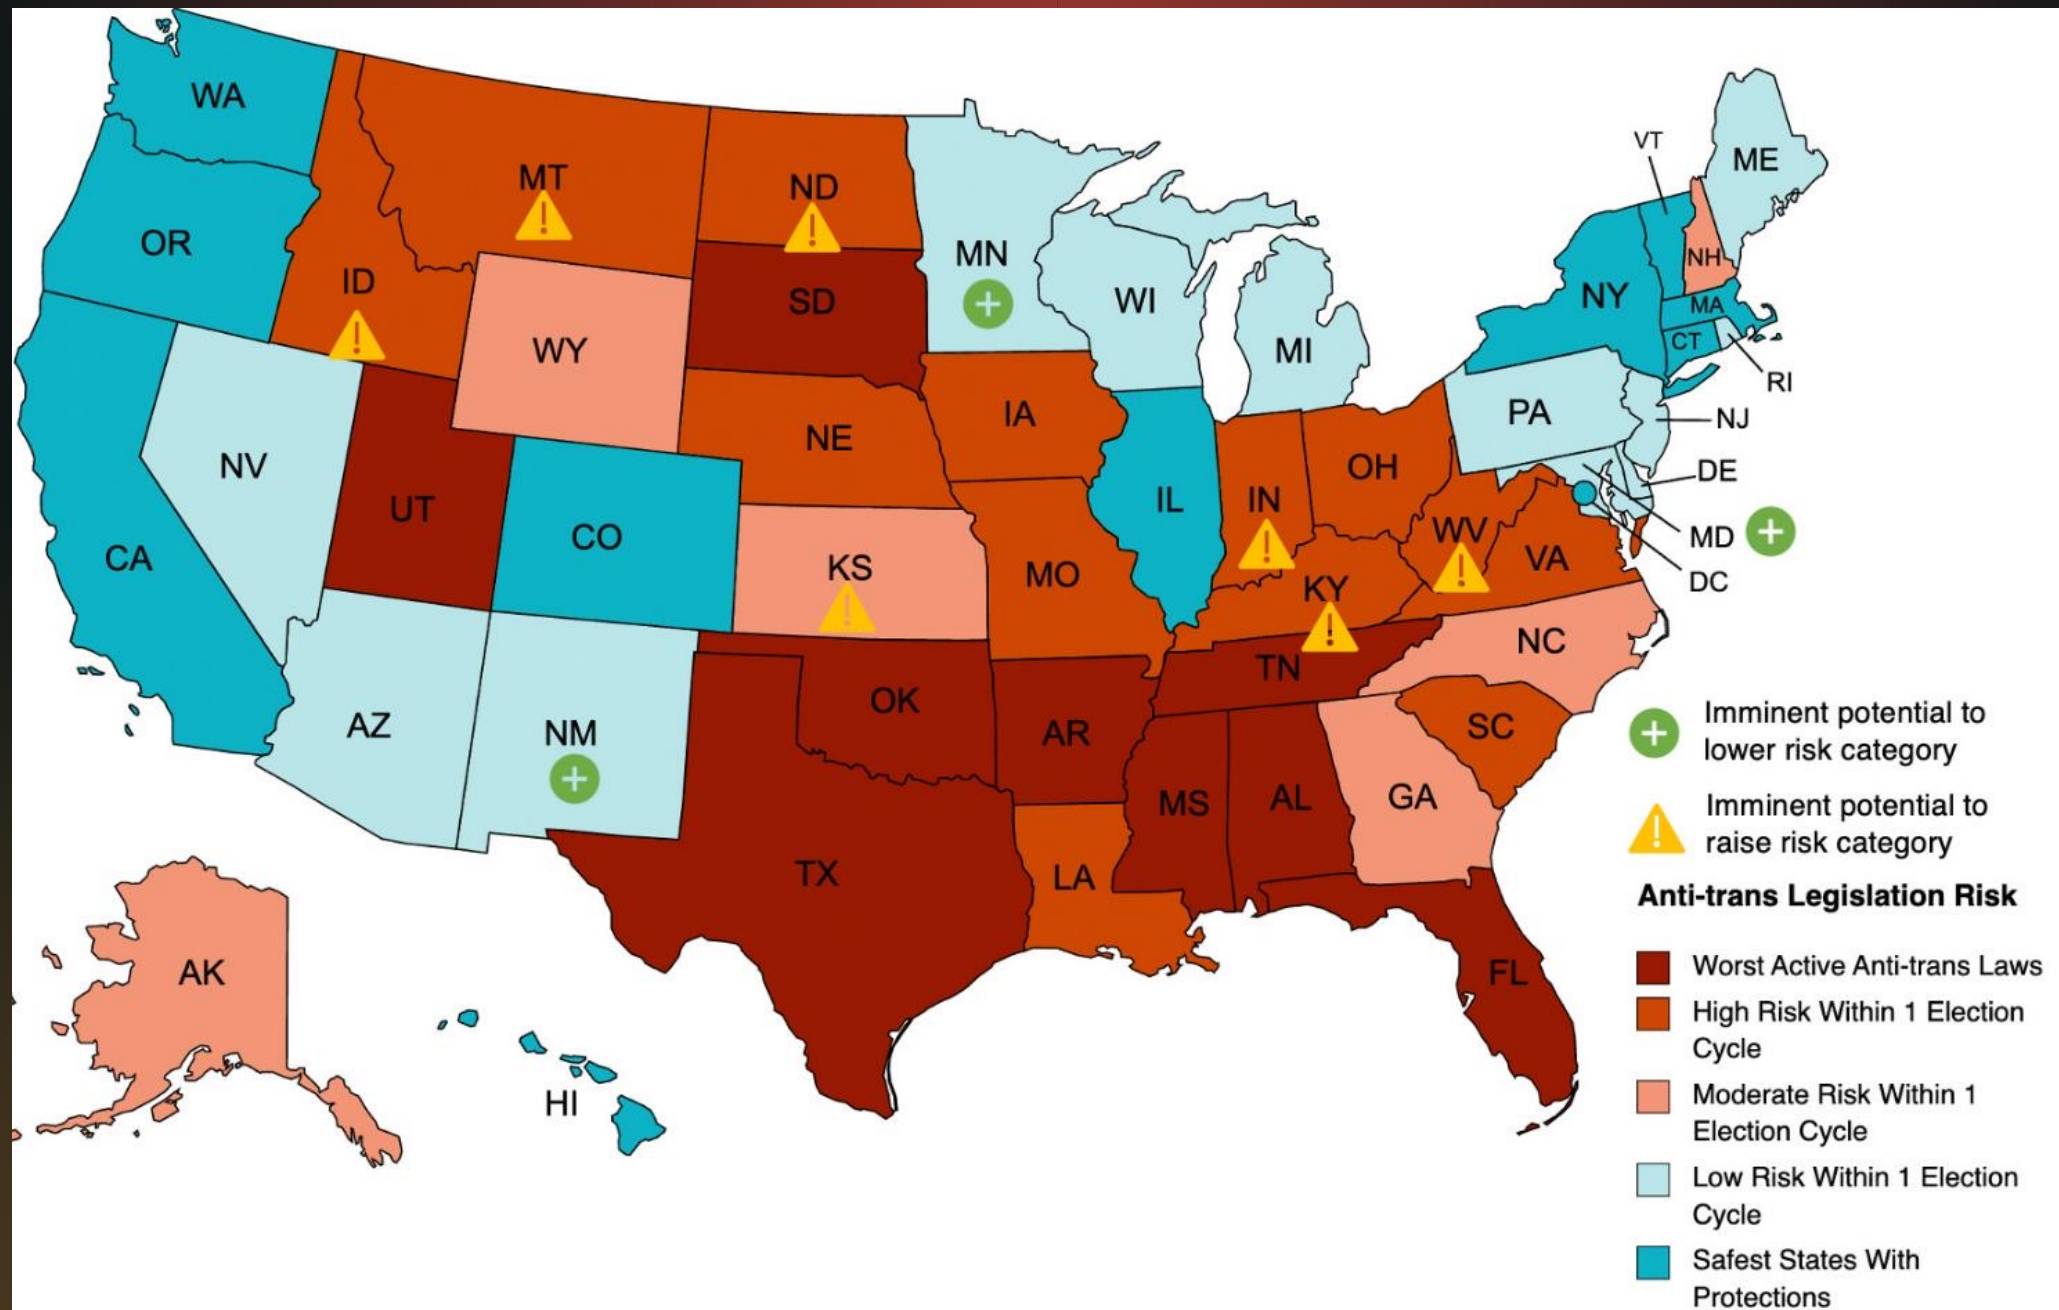 WA
OR
CA
NV
ID
MT
WY
UT
AZ
CO
NM
ND
SD
NE
KS
OK
TX
MN
IA
MO
AR
LA
WI
IL
MI
IN
OH
KY
TN
MS
AL
GA
FL
SC
NC
VA
WV
PA
NY
VT
NH
ME
MA
CT
RI
NJ
DE
MD
DC
AK
HI
Imminent potential to
lower risk category
Imminent potential to
raise risk category
Anti-trans Legislation Risk
Worst Active Anti-trans Laws
High Risk Within 1 Election
Cycle
Moderate Risk Within 1
Election Cycle
Low Risk Within 1 Election
Cycle
Safest States With
Protections